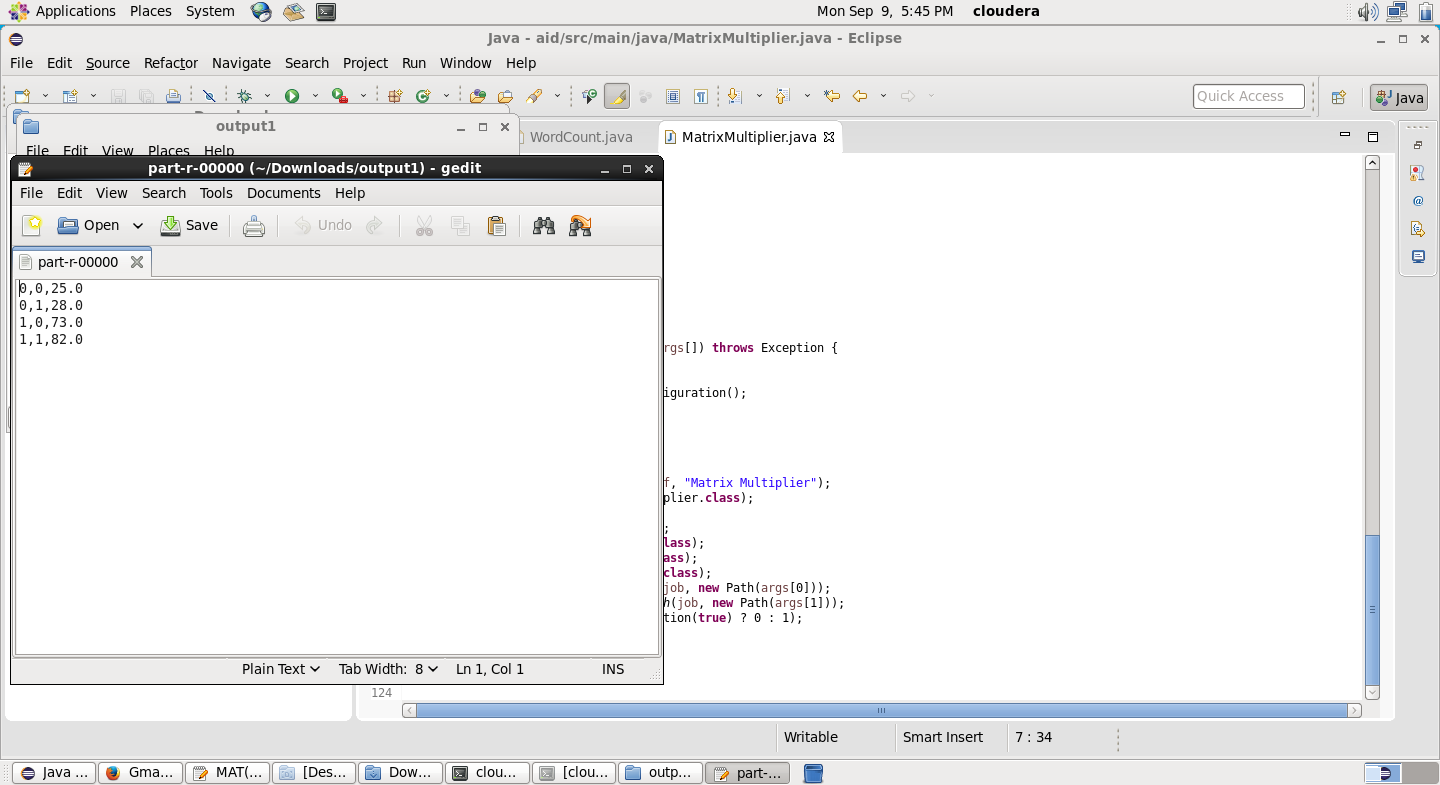 Applications Places System Mon Sep 9, 5:45 PM cloudera
Java - aid/src/main/java/MatrixMultiplier.java - Eclipse
File Edit Source Refactor Navigate Search Project Run Window Help
Quick Access Java
output1
File Edit View Places Help
WordCount.java MatrixMultiplier.java
part-r-00000 (~/Downloads/output1) - gedit
File Edit View Search Tools Documents Help
Open Save Undo
part-r-00000
0,0,25.0
0,1,28.0
1,0,73.0
1,1,82.0
rgs[]) throws Exception {
iguration();
f, "Matrix Multiplier");
plier.class);
;
lass);
ass);
class);
job, new Path(args[0]));
h(job, new Path(args[1]));
tion(true) ? 0 : 1);
Plain Text Tab Width: 8 Ln 1, Col 1 INS
124
Writable Smart Insert 7 : 34
Java ... Gma... MAT(... [Des... Dow... clou... [clou... outp... part-...